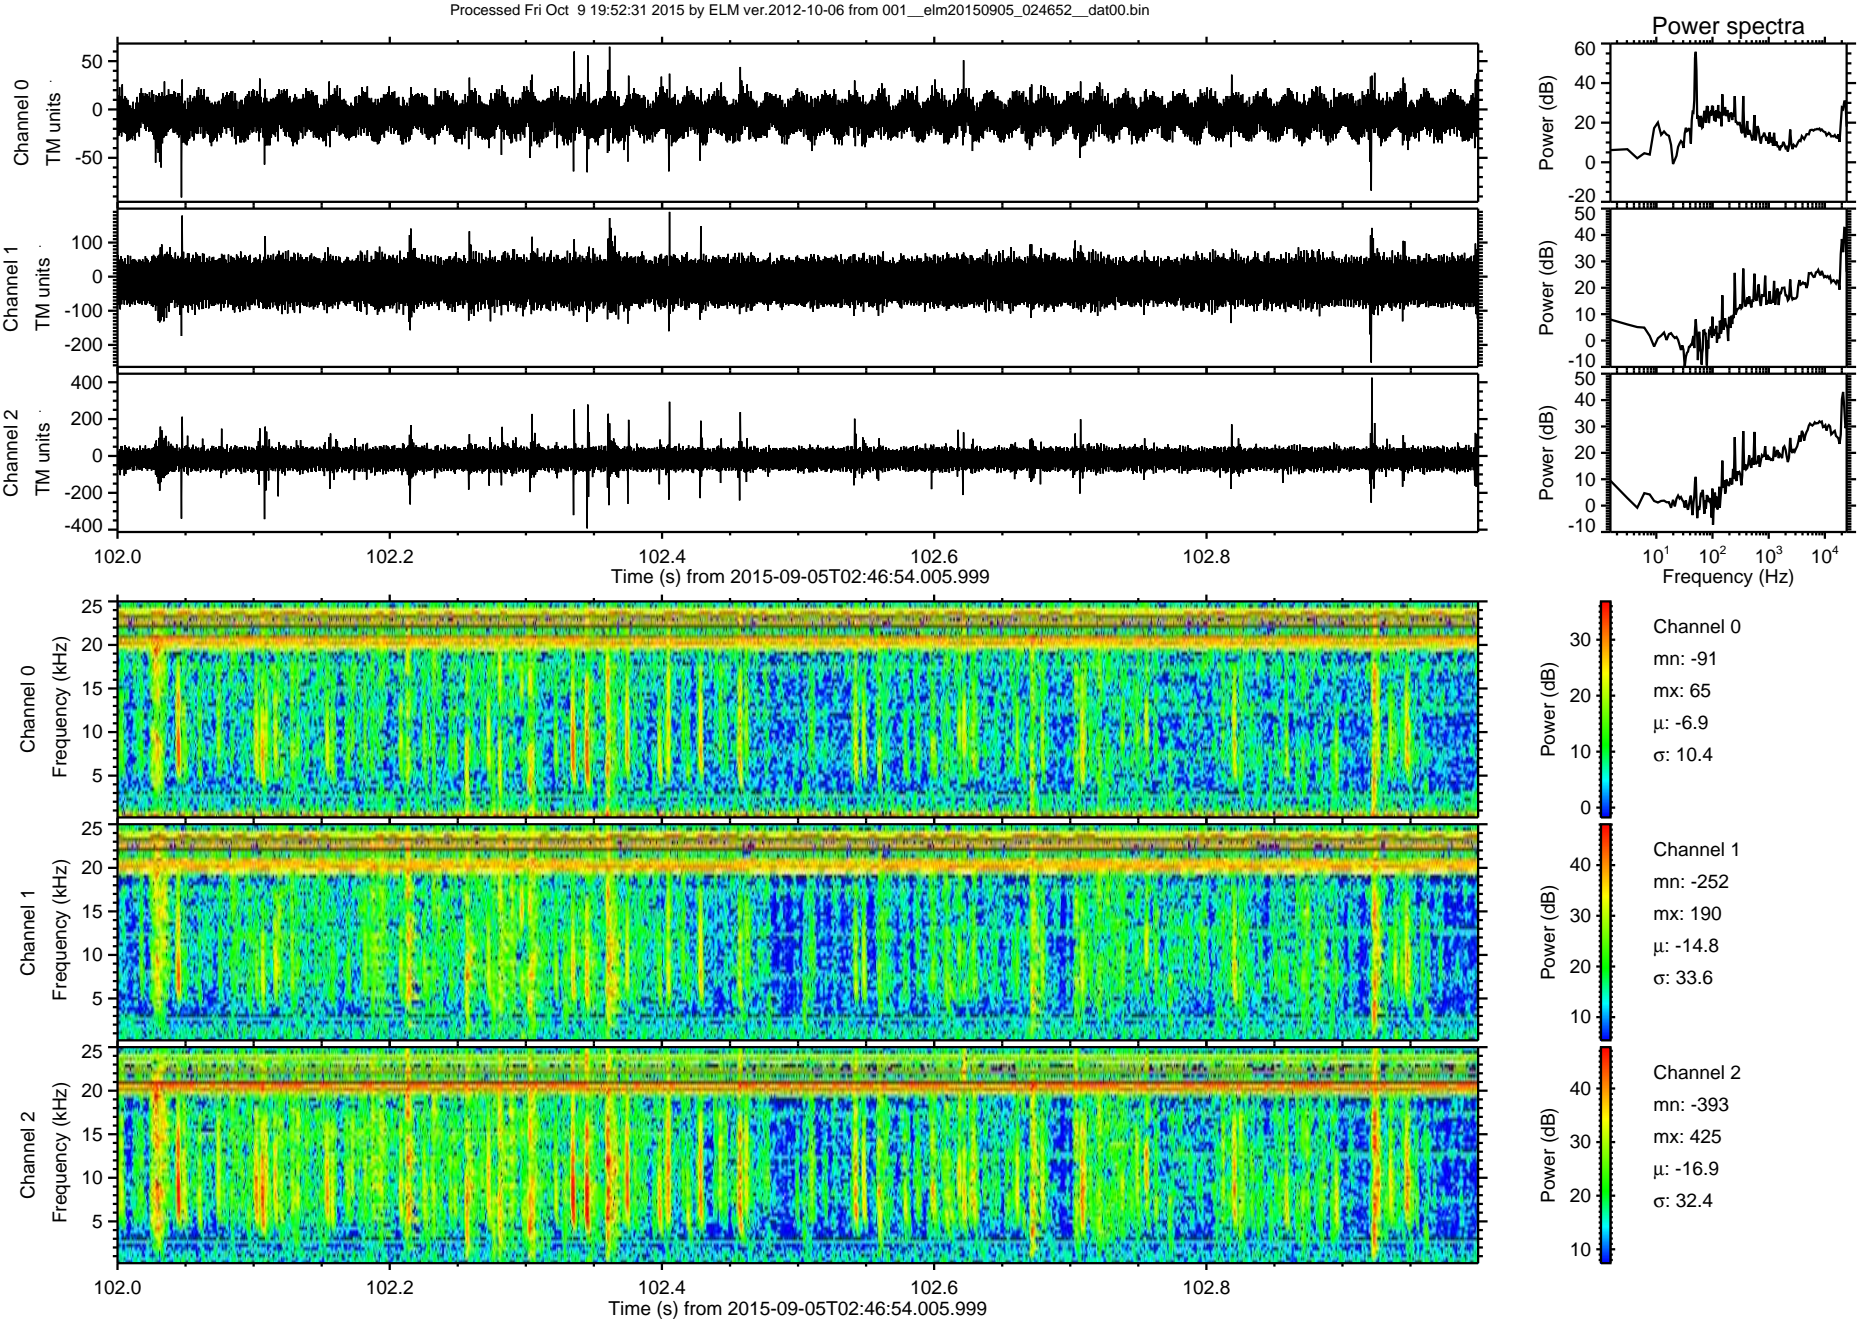 Processed Fri Oct  9 19:52:31 2015 by ELM ver.2012-10-06 from 001__elm20150905_024652__dat00.bin
Power spectra
Channel 0
TM units
50
0
-50
Power (dB)
60
40
20
0
-20
Channel 1
TM units
100
0
-100
-200
Power (dB)
50
40
30
20
10
0
-10
Channel 2
TM units
400
200
0
-200
-400
Power (dB)
50
40
30
20
10
0
-10
102.0 102.2 102.4 102.6 102.8
Time (s) from 2015-09-05T02:46:54.005.999
10^1 10^2 10^3 10^4
Frequency (Hz)
Channel 0
Frequency (kHz)
25
20
15
10
5
Power (dB)
30
20
10
0
Channel 0
mn: -91
mx: 65
μ: -6.9
σ: 10.4
Channel 1
Frequency (kHz)
25
20
15
10
5
Power (dB)
40
30
20
10
Channel 1
mn: -252
mx: 190
μ: -14.8
σ: 33.6
Channel 2
Frequency (kHz)
25
20
15
10
5
Power (dB)
40
30
20
10
Channel 2
mn: -393
mx: 425
μ: -16.9
σ: 32.4
102.0 102.2 102.4 102.6 102.8
Time (s) from 2015-09-05T02:46:54.005.999